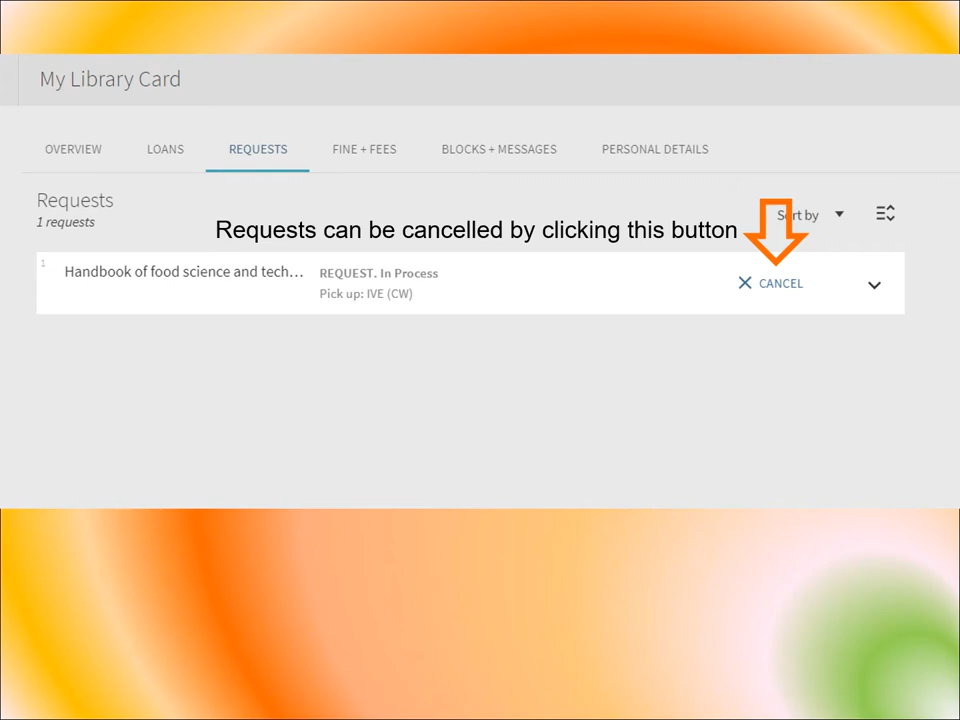 My Library Card
OVERVIEW LOANS REQUESTS FINE + FEES BLOCKS + MESSAGES PERSONAL DETAILS
Requests
1 requests
Sort by
Requests can be cancelled by clicking this button
1
Handbook of food science and tech…
REQUEST. In Process
Pick up: IVE (CW)
CANCEL